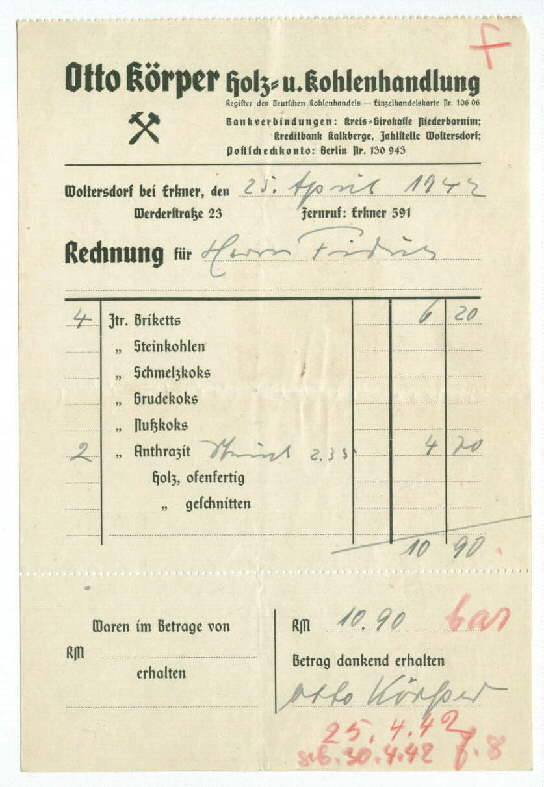 Otto Körper Holz= u. Kohlenhandlung
Register des Deutschen Kohlenhandels — Einzelhandelskarte Nr. 106 06
Bankverbindungen: Kreis-Girokasse Niederbarnim;
Kreditbank Kalkberge, Zahlstelle Woltersdorf;
Postscheckkonto: Berlin Nr. 130 943
Woltersdorf bei Erkner, den 25. April 1942
Werderstraße 23 Fernruf: Erkner 591
Rechnung für Herrn
4 Ztr. Briketts 6 20
„ Steinkohlen
„ Schmelzkoks
„ Grudekoks
„ Nußkoks
2 „ Anthrazit 2.35 4 70
Holz, ofenfertig
„ geschnitten
10 90
Waren im Betrage von
RM
erhalten
RM 10.90 bar
Betrag dankend erhalten
Otto Körper
25.4.42
30.4.42